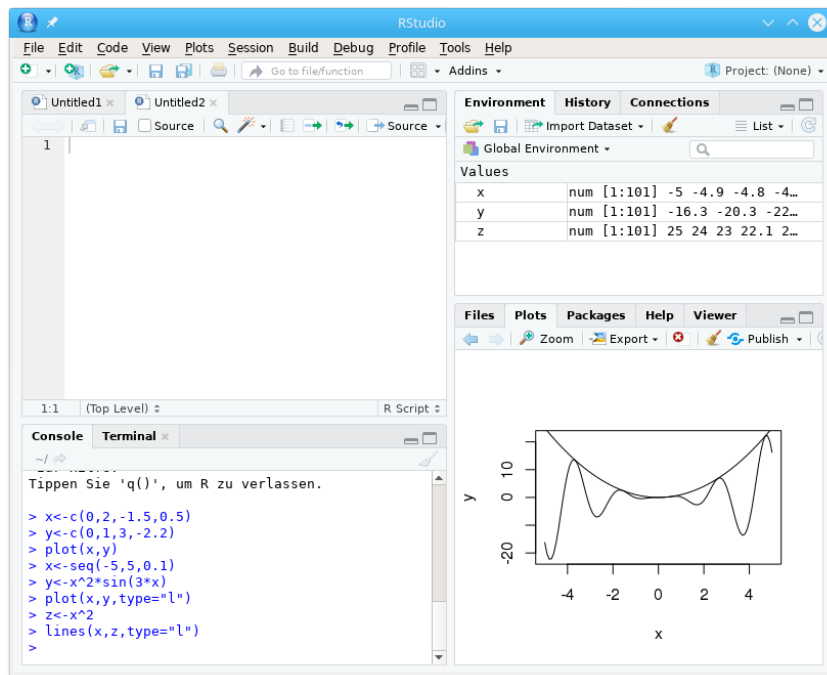 RStudio
File Edit Code View Plots Session Build Debug Profile Tools Help
Go to file/function Addins Project: (None)
Untitled1 Untitled2
Source Source
1
1:1 (Top Level) R Script
Console Terminal
~/
Tippen Sie 'q()', um R zu verlassen.
> x<-c(0,2,-1.5,0.5)
> y<-c(0,1,3,-2.2)
> plot(x,y)
> x<-seq(-5,5,0.1)
> y<-x^2*sin(3*x)
> plot(x,y,type="l")
> z<-x^2
> lines(x,z,type="l")
>
Environment History Connections
Import Dataset List
Global Environment
Values
x num [1:101] -5 -4.9 -4.8 -4…
y num [1:101] -16.3 -20.3 -22…
z num [1:101] 25 24 23 22.1 2…
Files Plots Packages Help Viewer
Zoom Export Publish
y
10
0
-20
-4 -2 0 2 4
x